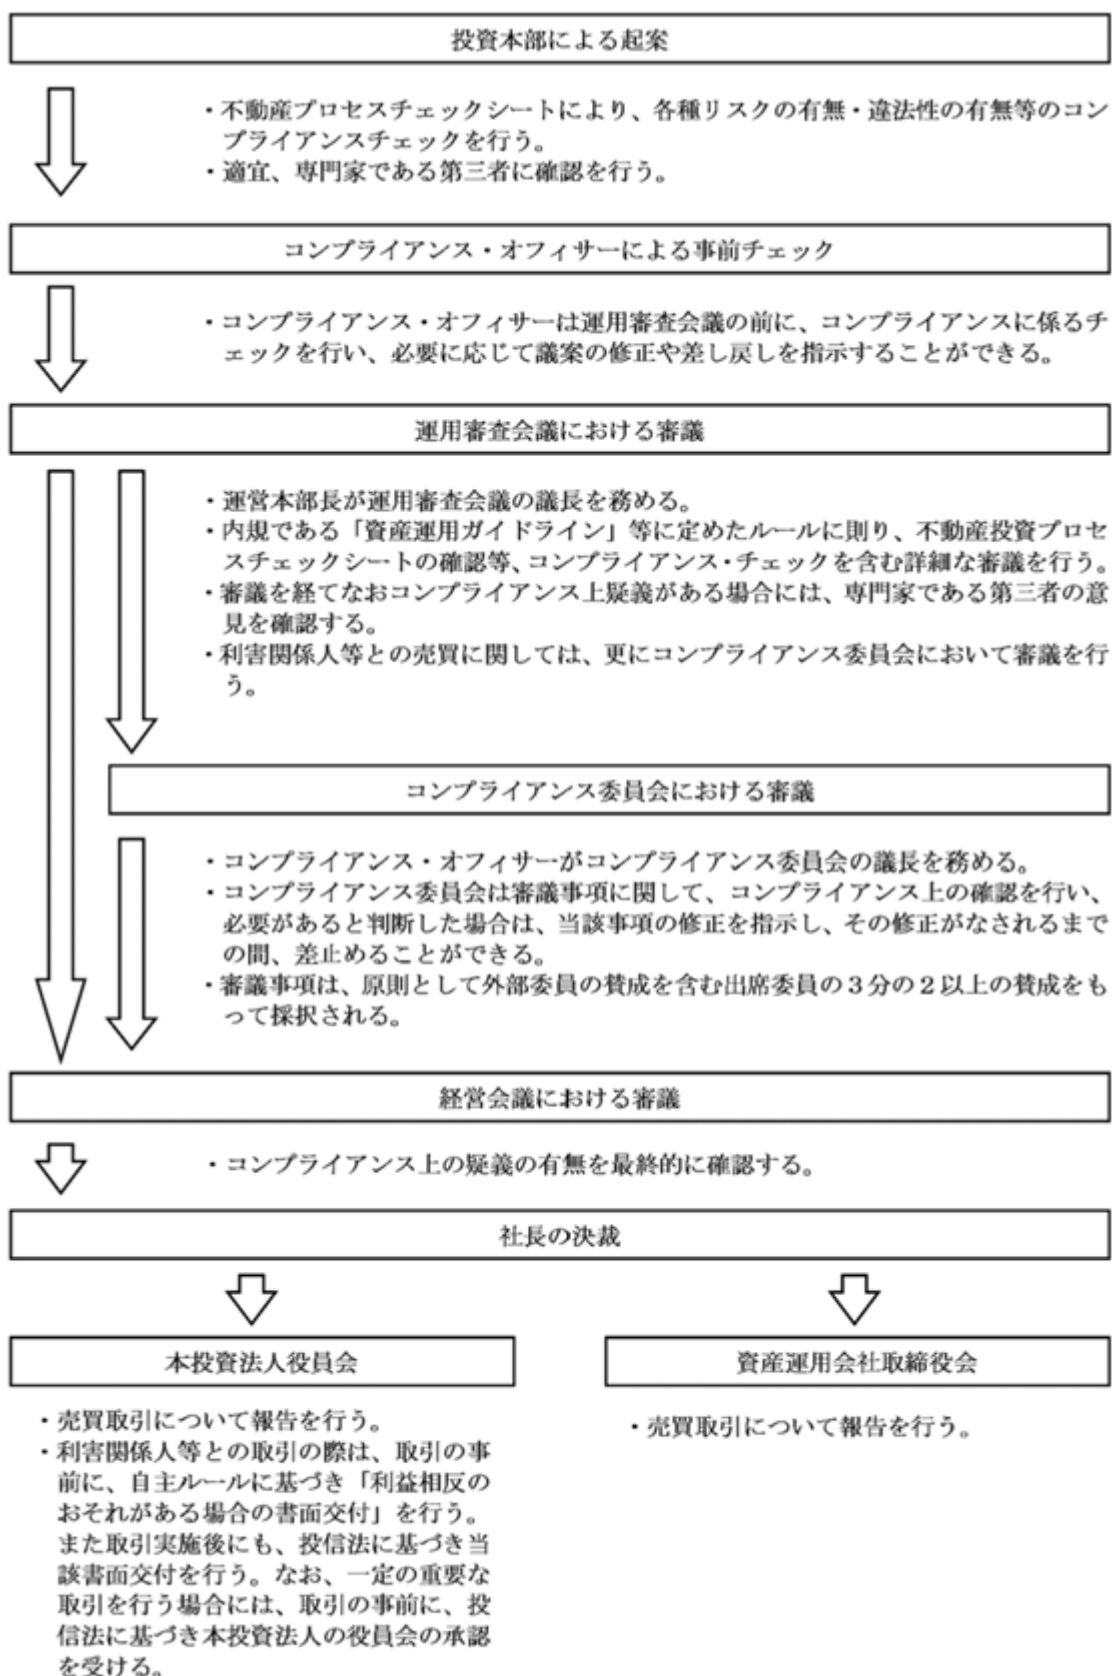 投資本部による起案
・不動産プロセスチェックシートにより、各種リスクの有無・違法性の有無等のコン
プライアンスチェックを行う。
・適宜、専門家である第三者に確認を行う。
コンプライアンス・オフィサーによる事前チェック
・コンプライアンス・オフィサーは運用審査会議の前に、コンプライアンスに係るチ
ェックを行い、必要に応じて議案の修正や差し戻しを指示することができる。
運用審査会議における審議
・運営本部長が運用審査会議の議長を務める。
・内規である「資産運用ガイドライン」等に定めたルールに則り、不動産投資プロセ
スチェックシートの確認等、コンプライアンス・チェックを含む詳細な審議を行う。
・審議を経てなおコンプライアンス上疑義がある場合には、専門家である第三者の意
見を確認する。
・利害関係人等との売買に関しては、更にコンプライアンス委員会において審議を行
う。
コンプライアンス委員会における審議
・コンプライアンス・オフィサーがコンプライアンス委員会の議長を務める。
・コンプライアンス委員会は審議事項に関して、コンプライアンス上の確認を行い、
必要があると判断した場合は、当該事項の修正を指示し、その修正がなされるまで
の間、差止めることができる。
・審議事項は、原則として外部委員の賛成を含む出席委員の3分の2以上の賛成をも
って採択される。
経営会議における審議
・コンプライアンス上の疑義の有無を最終的に確認する。
社長の決裁
本投資法人役員会
・売買取引について報告を行う。
・利害関係人等との取引の際は、取引の事
前に、自主ルールに基づき「利益相反の
おそれがある場合の書面交付」を行う。
また取引実施後にも、投信法に基づき当
該書面交付を行う。なお、一定の重要な
取引を行う場合には、取引の事前に、投
信法に基づき本投資法人の役員会の承認
を受ける。
資産運用会社取締役会
・売買取引について報告を行う。